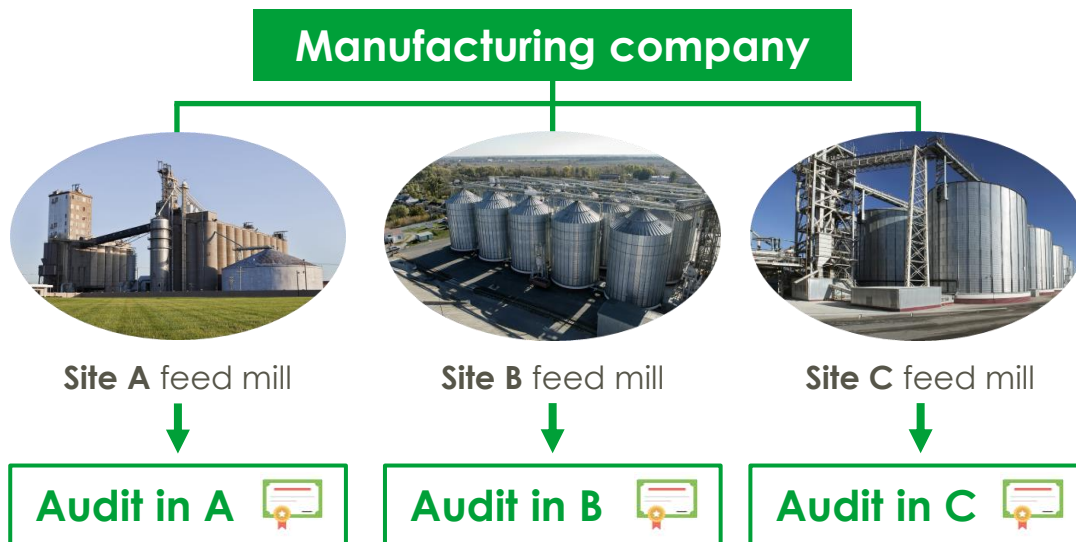 Manufacturing company
Site A feed mill
Site B feed mill
Site C feed mill
Audit in A
Audit in B
Audit in C